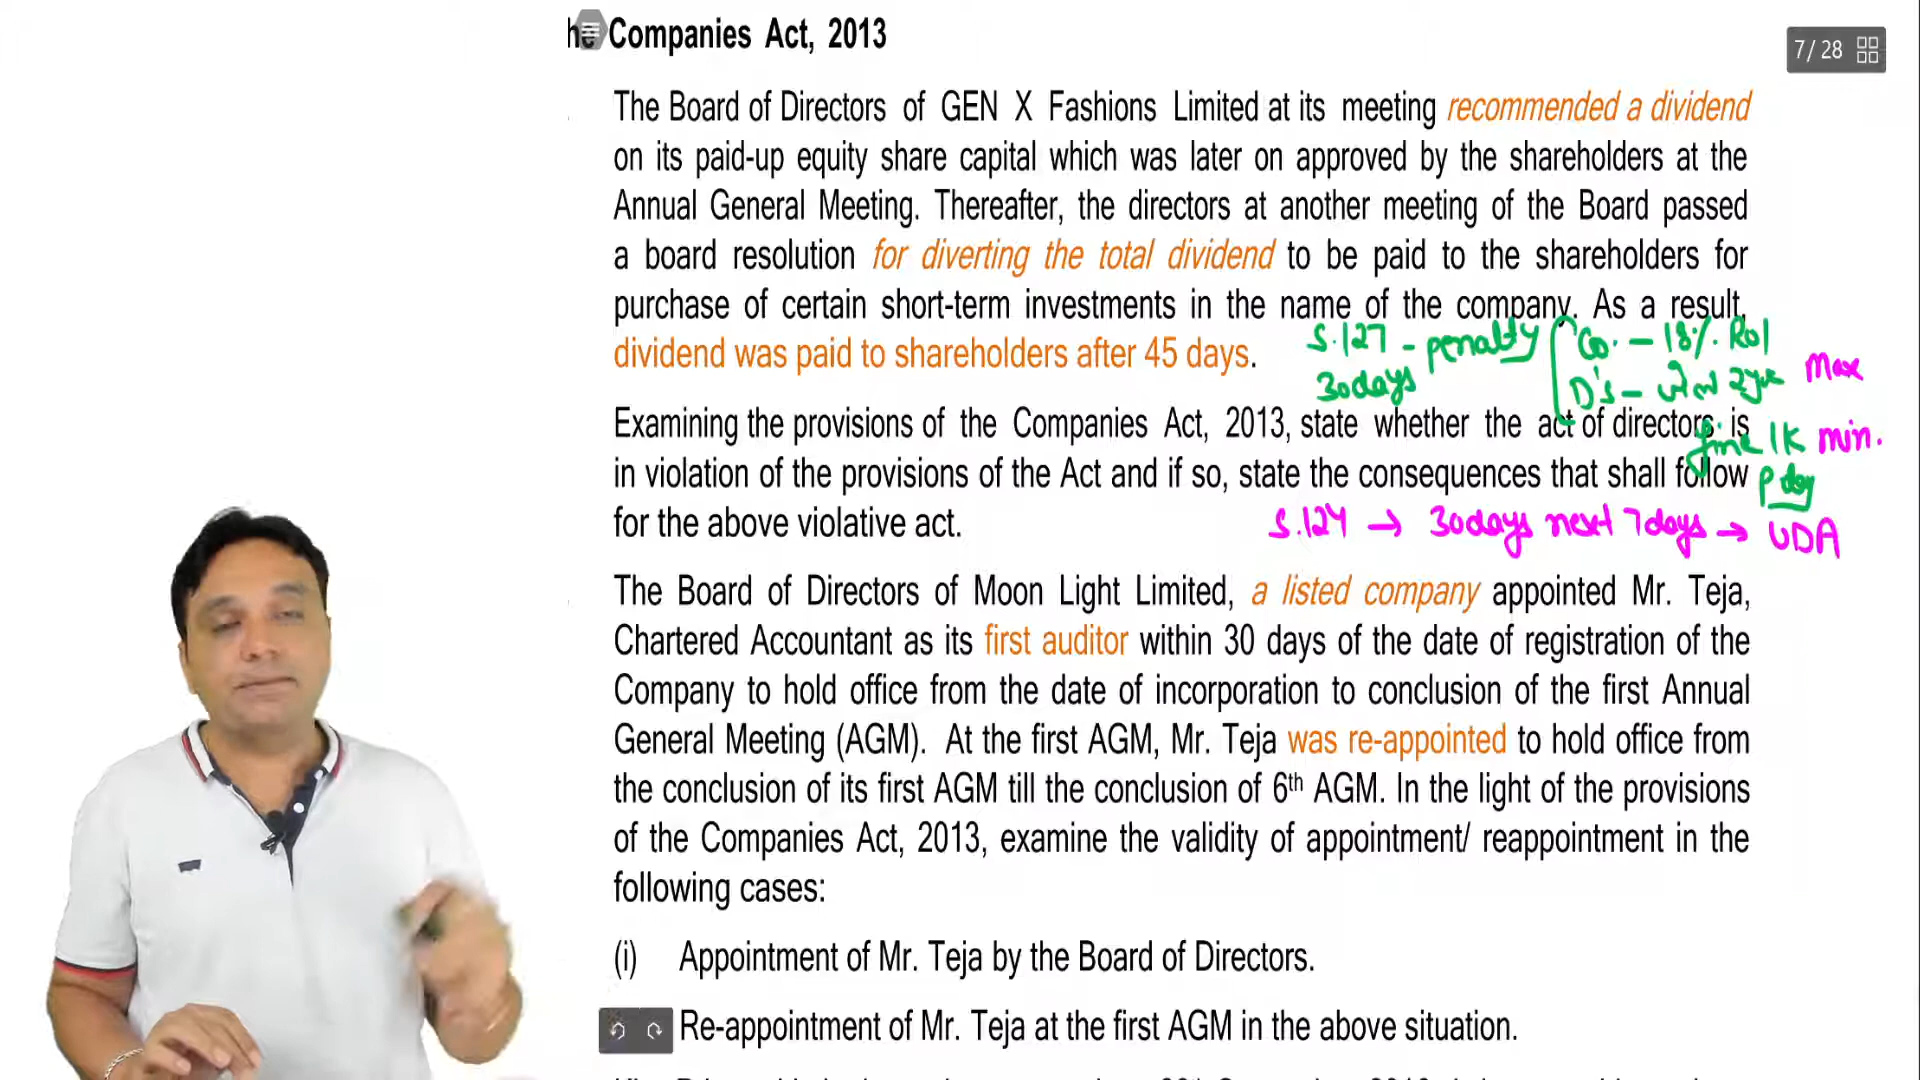 he Companies Act, 2013
7 / 28
The Board of Directors of GEN X Fashions Limited at its meeting recommended a dividend
on its paid-up equity share capital which was later on approved by the shareholders at the
Annual General Meeting. Thereafter, the directors at another meeting of the Board passed
a board resolution for diverting the total dividend to be paid to the shareholders for
purchase of certain short-term investments in the name of the company. As a result,
dividend was paid to shareholders after 45 days.
S.127 - penalty
30days
Co. - 18% RoI
D's -
Max
Examining the provisions of the Companies Act, 2013, state whether the act of directors is
fine 1K min.
in violation of the provisions of the Act and if so, state the consequences that shall follow
p day
for the above violative act.
S.124 → 30days next 7days → UDA
The Board of Directors of Moon Light Limited, a listed company appointed Mr. Teja,
Chartered Accountant as its first auditor within 30 days of the date of registration of the
Company to hold office from the date of incorporation to conclusion of the first Annual
General Meeting (AGM). At the first AGM, Mr. Teja was re-appointed to hold office from
the conclusion of its first AGM till the conclusion of 6th AGM. In the light of the provisions
of the Companies Act, 2013, examine the validity of appointment/ reappointment in the
following cases:
(i) Appointment of Mr. Teja by the Board of Directors.
Re-appointment of Mr. Teja at the first AGM in the above situation.